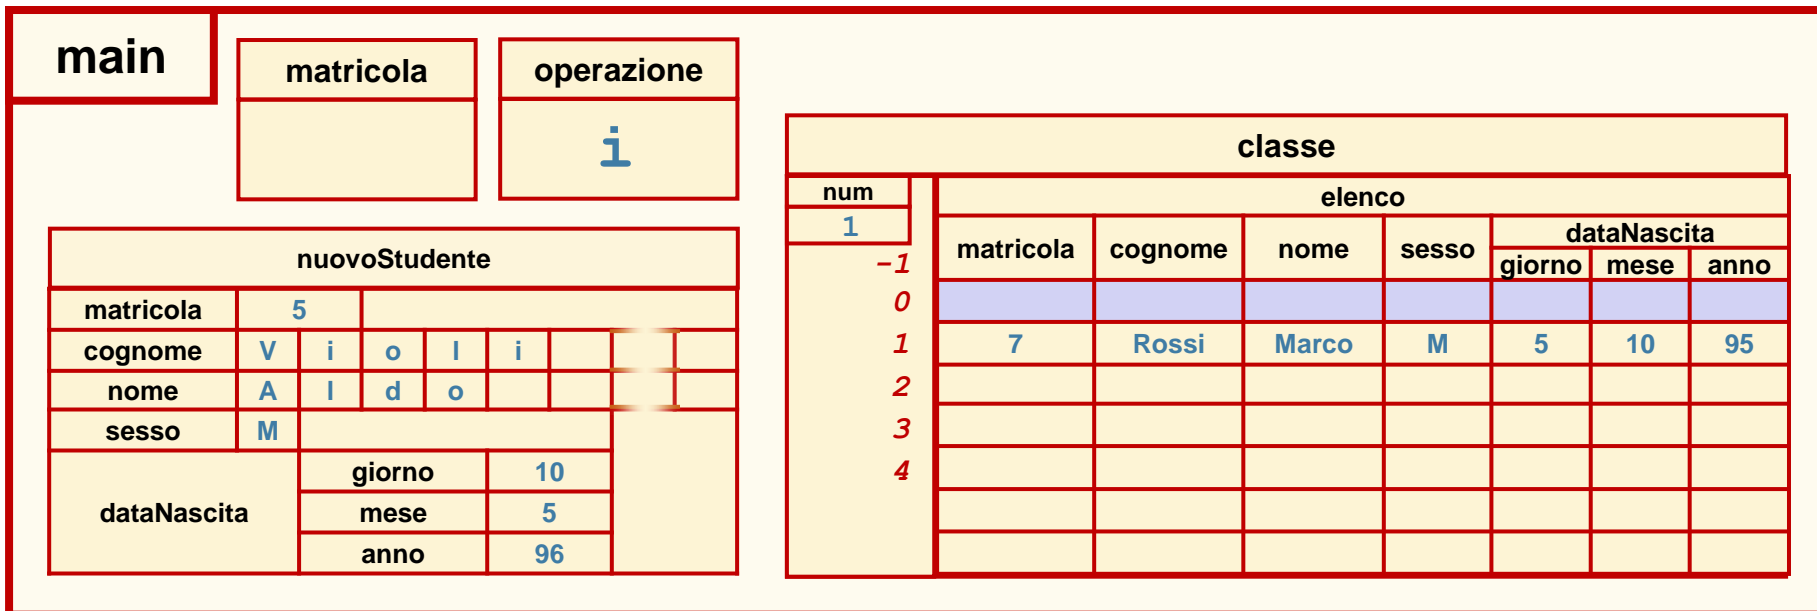 main
matricola
operazione
i
nuovoStudente
matricola 5
cognome V i o l i
nome A l d o
sesso M
dataNascita
giorno 10
mese 5
anno 96
classe
num
1
elenco
matricola cognome nome sesso dataNascita
giorno mese anno
-1
0
1 7 Rossi Marco M 5 10 95
2
3
4